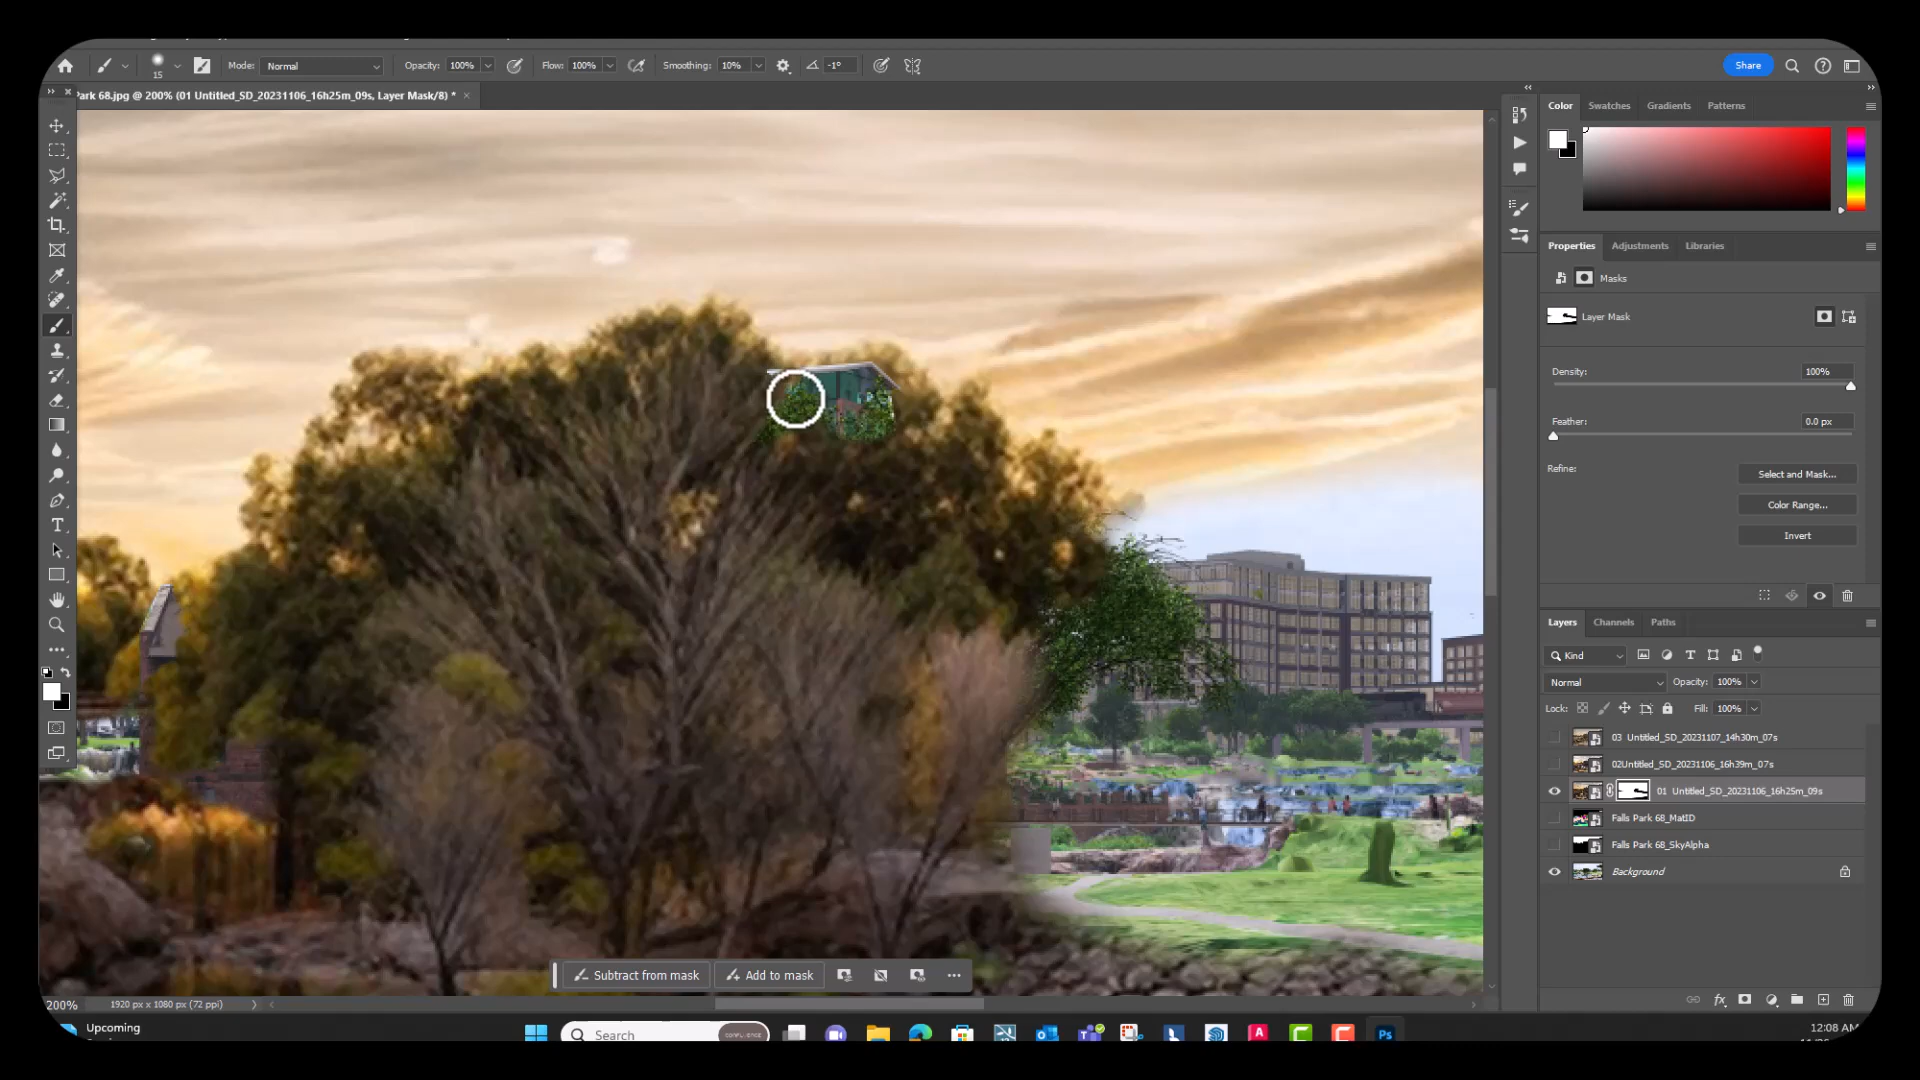 15
Mode: Normal
Opacity: 100%
Flow: 100%
Smoothing: 10%
-1°
Share
Park 68.jpg @ 200% (01 Untitled_SD_20231106_16h25m_09s, Layer Mask/8) *
Color Swatches Gradients Patterns
Properties Adjustments Libraries
Masks
Layer Mask
Density: 100%
Feather: 0.0 px
Refine:
Select and Mask...
Color Range...
Invert
Layers Channels Paths
Kind
Normal Opacity: 100%
Lock: Fill: 100%
03 Untitled_SD_20231107_14h30m_07s
02Untitled_SD_20231106_16h39m_07s
01 Untitled_SD_20231106_16h25m_09s
Falls Park 68_MatID
Falls Park 68_SkyAlpha
Background
fx
Subtract from mask
Add to mask
200% 1920 px x 1080 px (72 ppi)
Upcoming
Search
Ps
12:08 AM